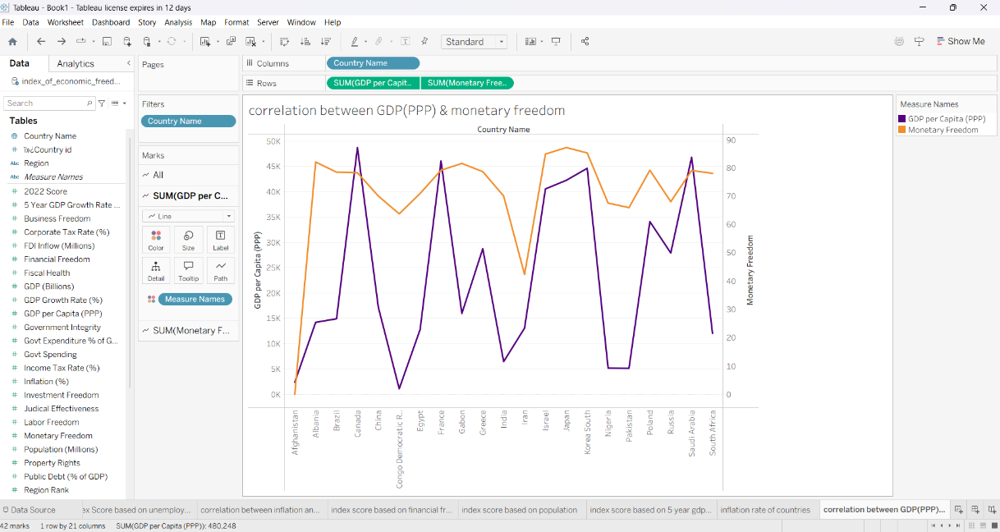 Tableau - Book1 - Tableau license expires in 12 days
File Data Worksheet Dashboard Story Analysis Map Format Server Window Help
Standard
Show Me
Data Analytics
index_of_economic_freed...
Search
Tables
Country Name
ï»¿Country id
Abc Region
Abc Measure Names
2022 Score
5 Year GDP Growth Rate ...
Business Freedom
Corporate Tax Rate (%)
FDI Inflow (Millions)
Financial Freedom
Fiscal Health
GDP (Billions)
GDP Growth Rate (%)
GDP per Capita (PPP)
Government Integrity
Govt Expenditure % of G...
Govt Spending
Income Tax Rate (%)
Inflation (%)
Investment Freedom
Judical Effectiveness
Labor Freedom
Monetary Freedom
Population (Millions)
Property Rights
Public Debt (% of GDP)
Region Rank
Pages
Filters
Country Name
Marks
All
SUM(GDP per C...
Line
Color Size Label
Detail Tooltip Path
Measure Names
SUM(Monetary F...
Columns Country Name
Rows SUM(GDP per Capit.. SUM(Monetary Free..
correlation between GDP(PPP) & monetary freedom
Country Name
GDP per Capita (PPP)
50K
45K
40K
35K
30K
25K
20K
15K
10K
5K
0K
90
80
70
60
50
40
30
20
10
0
Monetary Freedom
Afghanistan
Albania
Brazil
Canada
China
Congo Democratic R..
Egypt
France
Gabon
Greece
India
Iran
Israel
Japan
Korea South
Nigeria
Pakistan
Poland
Russia
Saudi Arabia
South Africa
Measure Names
GDP per Capita (PPP)
Monetary Freedom
Data Source
ex Score based on unemploy...
correlation between inflation an...
index score based on financial fr...
index score based on population
index score based on 5 year gdp...
inflation rate of countries
correlation between GDP(PPP)...
42 marks 1 row by 21 columns SUM(GDP per Capita (PPP)): 480,248